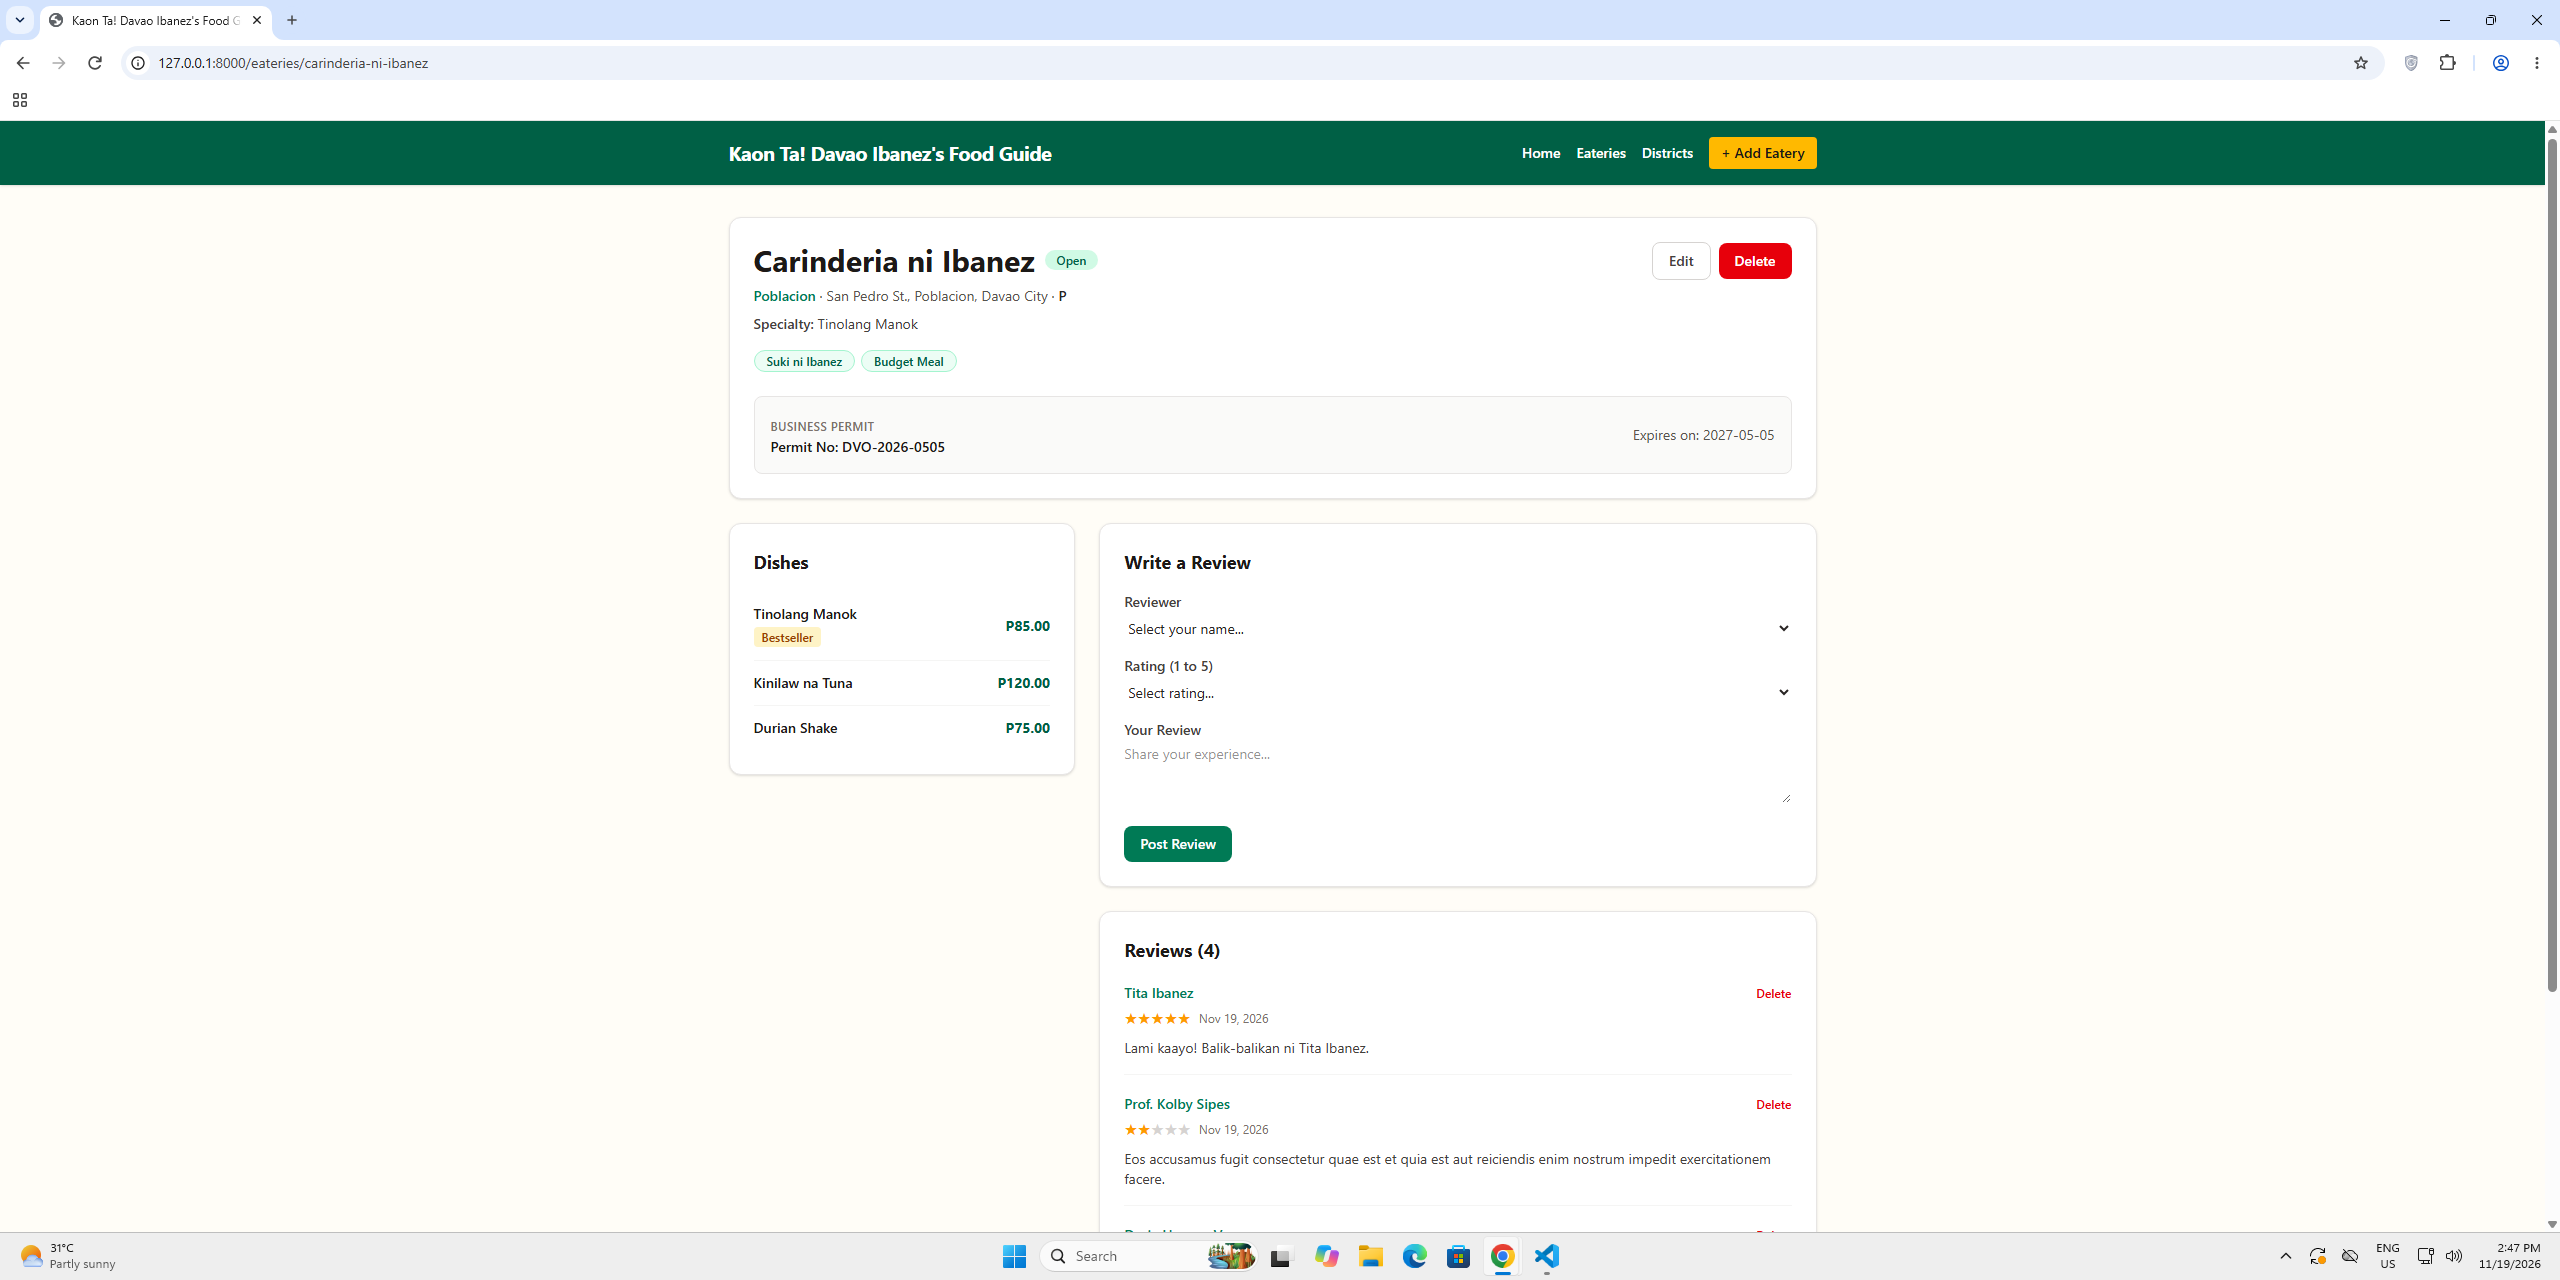 Kaon Ta! Davao Ibanez's Food G
127.0.0.1:8000/eateries/carinderia-ni-ibanez
Kaon Ta! Davao Ibanez's Food Guide
Home Eateries Districts + Add Eatery
Carinderia ni Ibanez Open
Edit Delete
Poblacion · San Pedro St., Poblacion, Davao City · P
Specialty: Tinolang Manok
Suki ni Ibanez Budget Meal
BUSINESS PERMIT
Permit No: DVO-2026-0505
Expires on: 2027-05-05
Dishes
Tinolang Manok
Bestseller
P85.00
Kinilaw na Tuna P120.00
Durian Shake P75.00
Write a Review
Reviewer
Select your name...
Rating (1 to 5)
Select rating...
Your Review
Share your experience...
Post Review
Reviews (4)
Tita Ibanez Delete
★★★★★ Nov 19, 2026
Lami kaayo! Balik-balikan ni Tita Ibanez.
Prof. Kolby Sipes Delete
★★★★★ Nov 19, 2026
Eos accusamus fugit consectetur quae est et quia est aut reiciendis enim nostrum impedit exercitationem
facere.
31°C
Partly sunny
Search
ENG
US
2:47 PM
11/19/2026